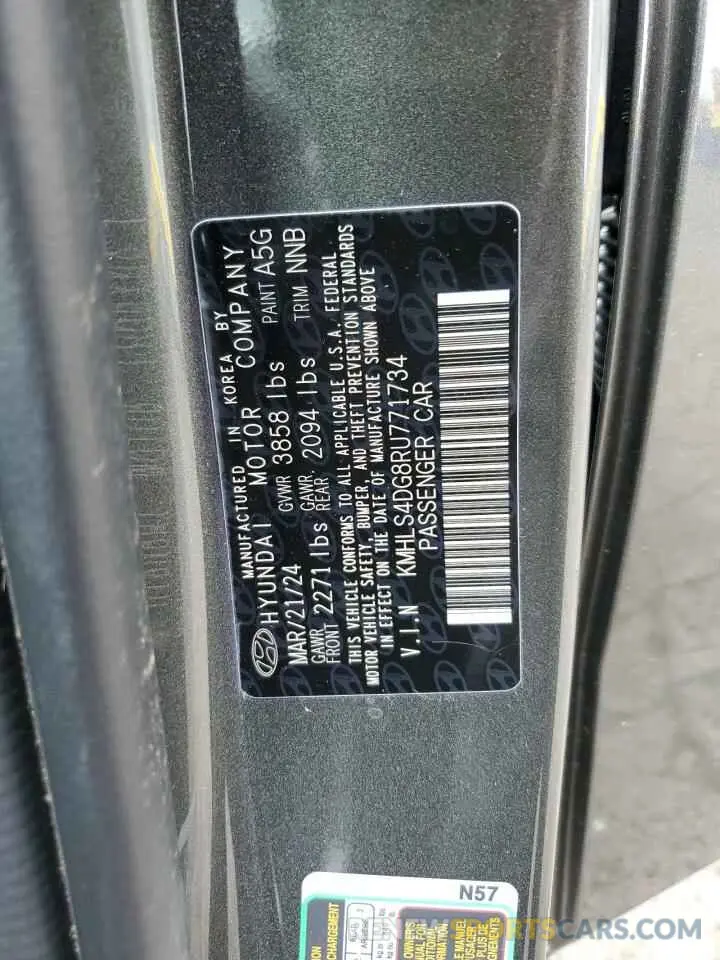 MANUFACTURED IN KOREA BY
HYUNDAI MOTOR COMPANY
MAR/21/24 GVWR 3858 lbs PAINT A5G
GAWR FRONT 2271 lbs GAWR REAR 2094 lbs TRIM NNB
THIS VEHICLE CONFORMS TO ALL APPLICABLE U.S.A. FEDERAL
MOTOR VEHICLE SAFETY, BUMPER, AND THEFT PREVENTION STANDARDS
IN EFFECT ON THE DATE OF MANUFACTURE SHOWN ABOVE
V.I.N KMHLS4DG8RU771734
PASSENGER CAR
N57